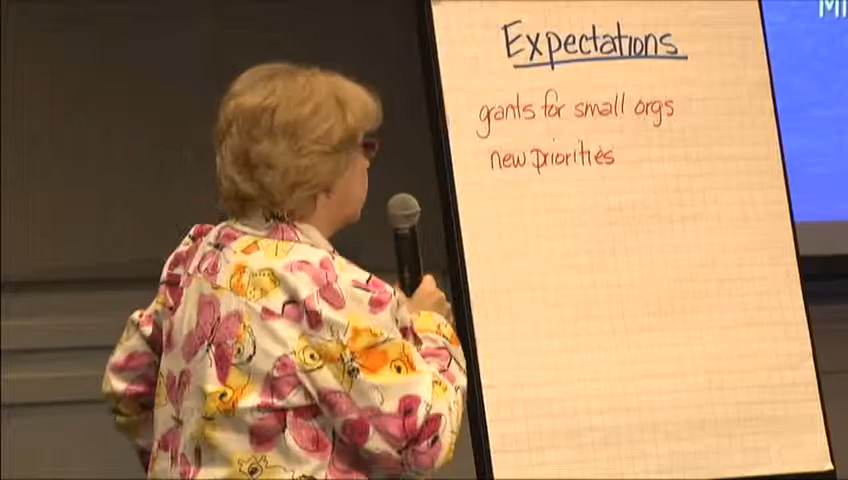 Expectations
grants for small orgs
new priorities